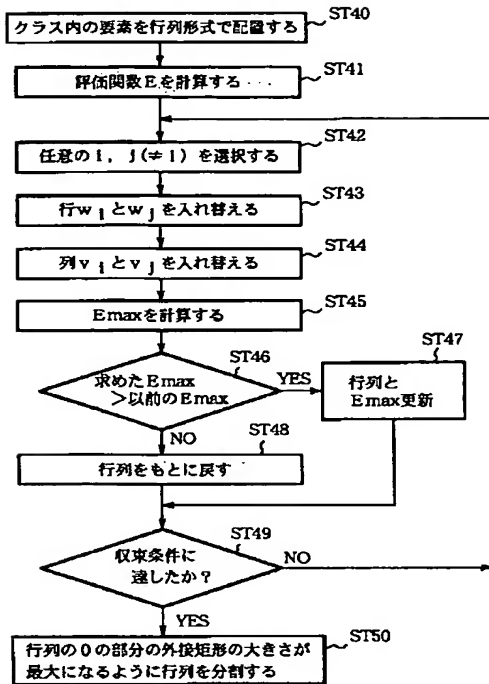 ST40
クラス内の要素を行列形式で配置する
ST41
評価関数Eを計算する...
ST42
任意のi, j(≠i)を選択する
ST43
行wiとwjを入れ替える
ST44
列viとvjを入れ替える
ST45
Emaxを計算する
ST46
求めたEmax
>以前のEmax
YES
ST47
行列と
Emax更新
NO
ST48
行列をもとに戻す
ST49
収束条件に
達したか?
NO
YES
ST50
行列の0の部分の外接矩形の大きさが
最大になるように行列を分割する